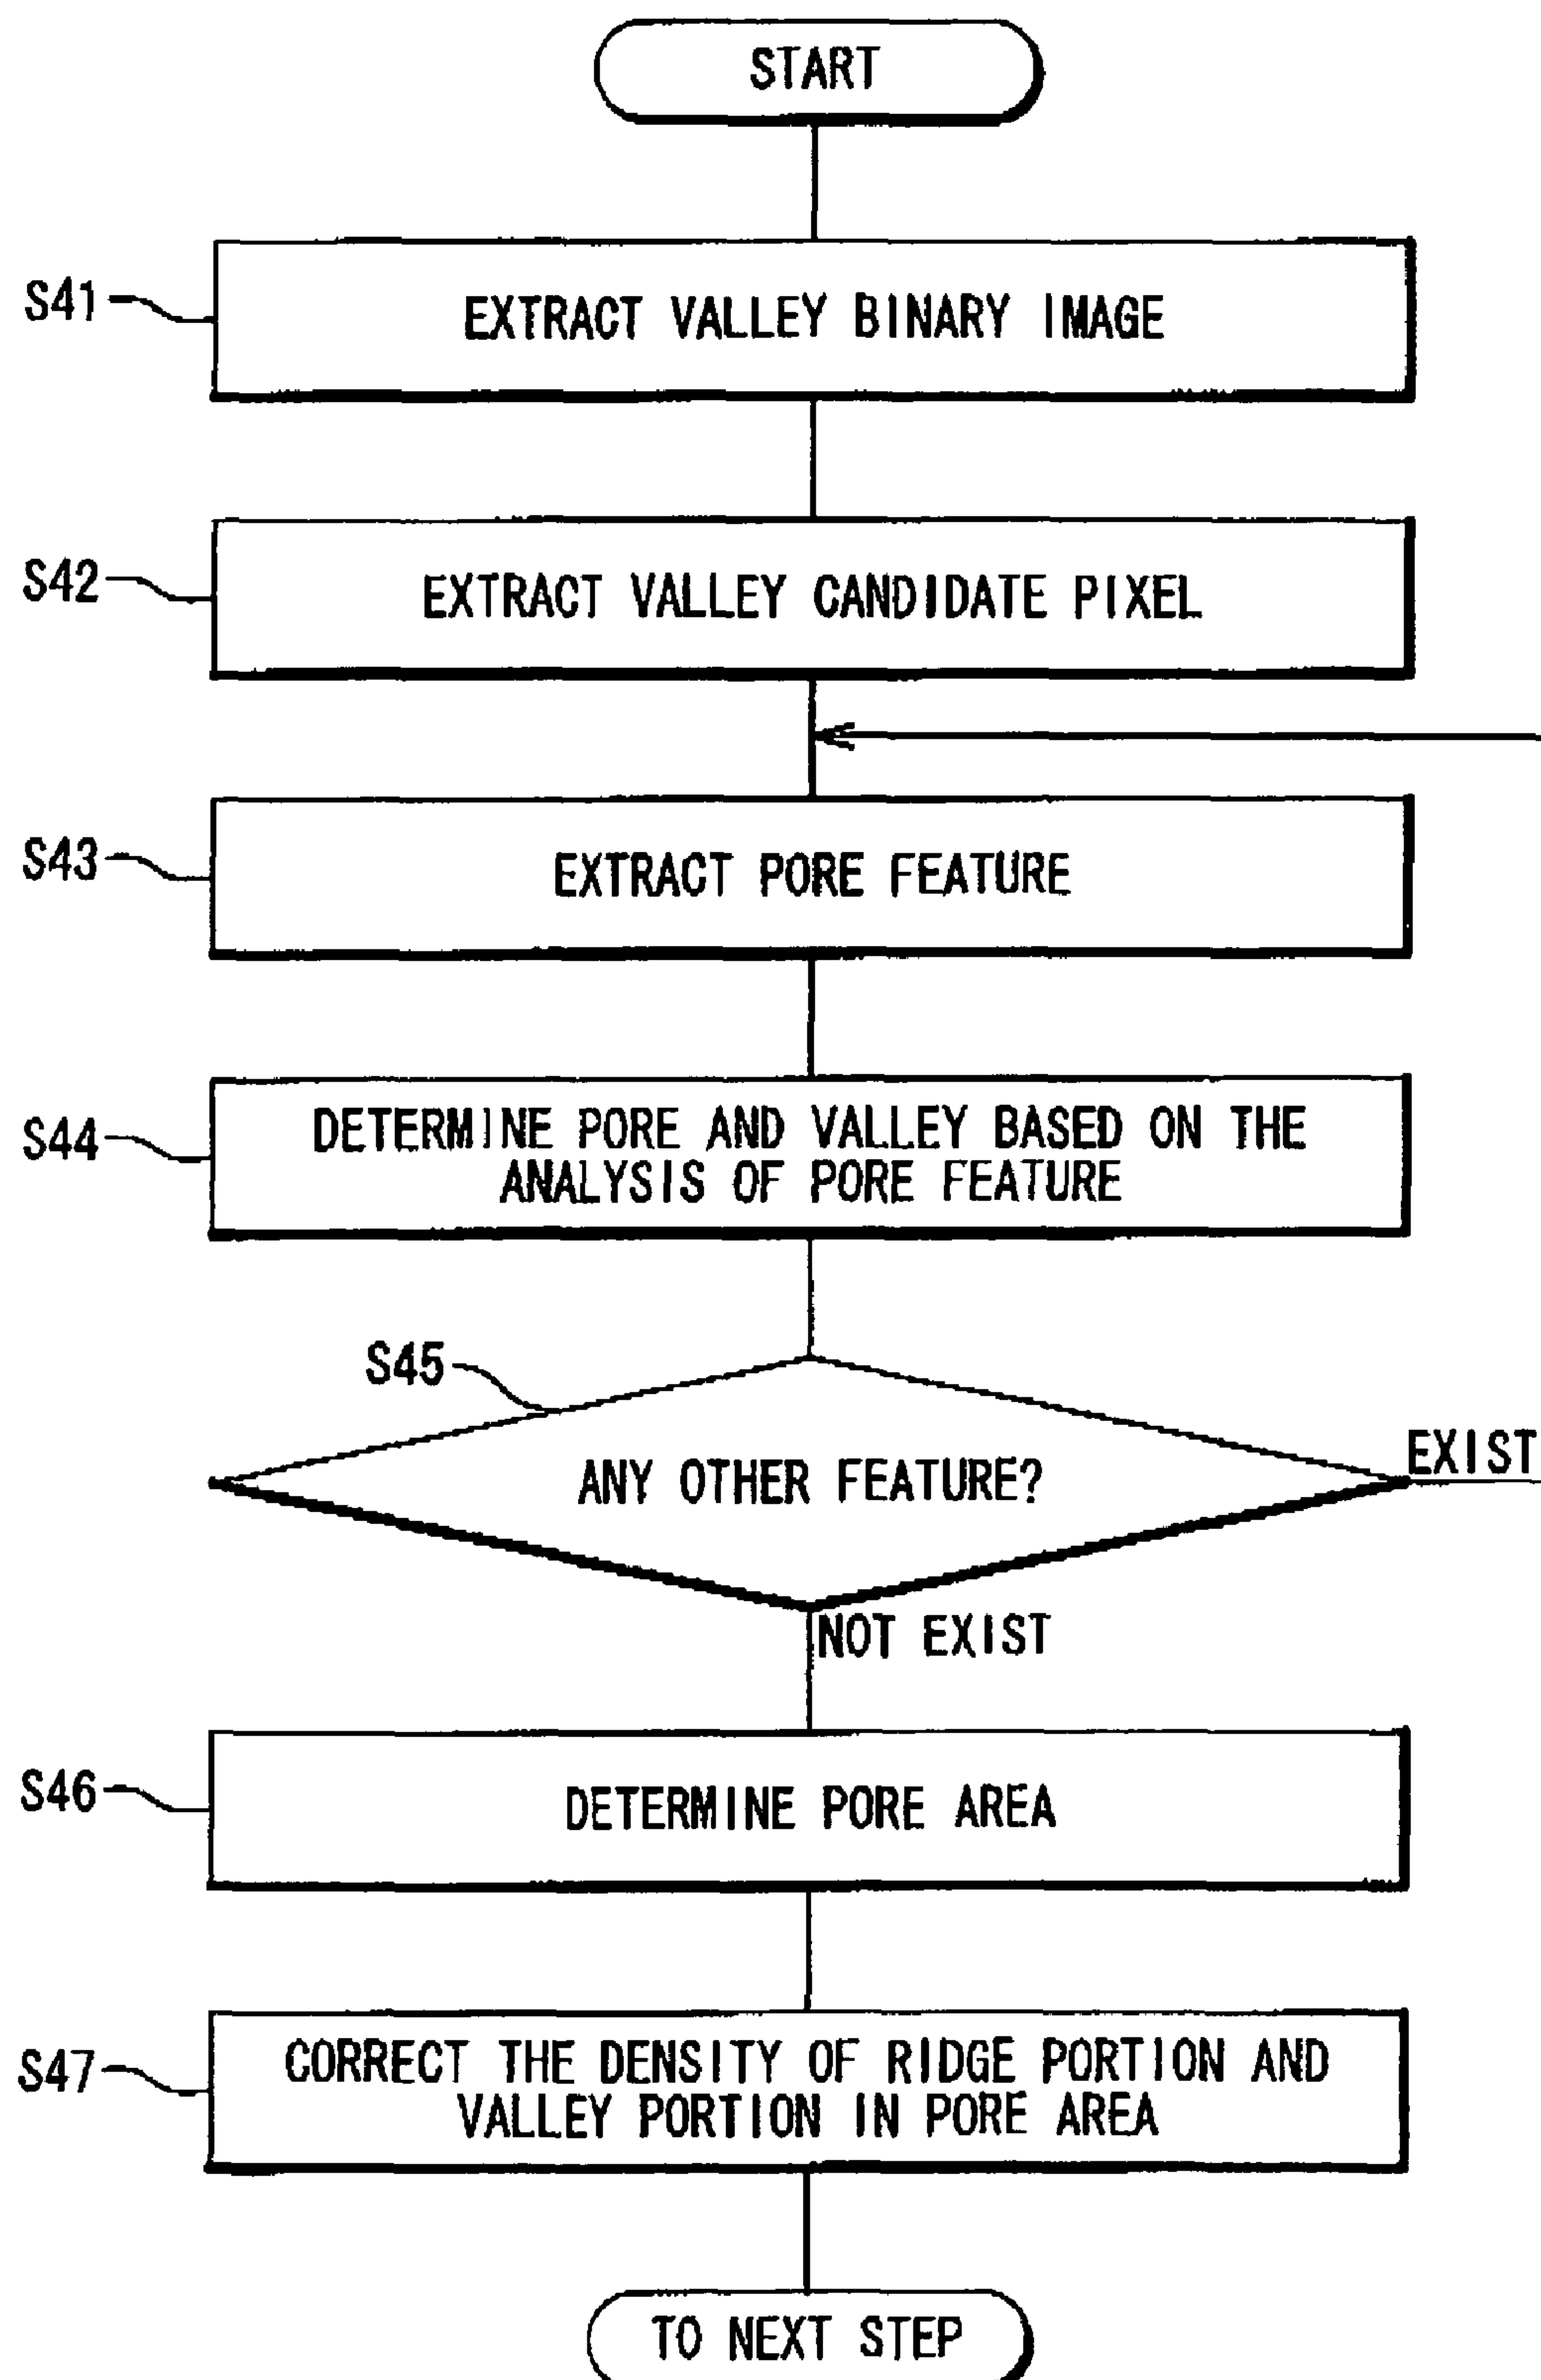 START
S41
EXTRACT VALLEY BINARY IMAGE
S42
EXTRACT VALLEY CANDIDATE PIXEL
S43
EXTRACT PORE FEATURE
S44
DETERMINE PORE AND VALLEY BASED ON THE
ANALYSIS OF PORE FEATURE
S45
ANY OTHER FEATURE?
EXIST
NOT EXIST
S46
DETERMINE PORE AREA
S47
CORRECT THE DENSITY OF RIDGE PORTION AND
VALLEY PORTION IN PORE AREA
TO NEXT STEP